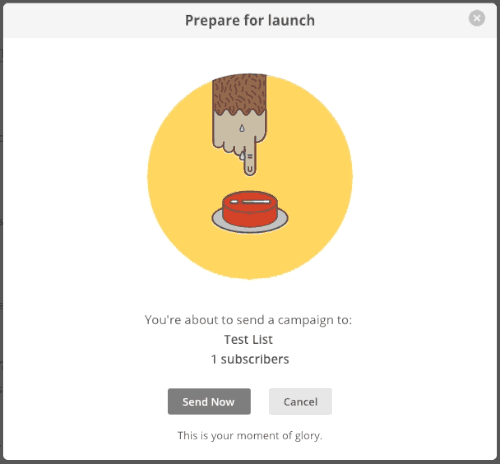 Prepare for launch
You're about to send a campaign to:
Test List
1 subscribers
Send Now
Cancel
This is your moment of glory.